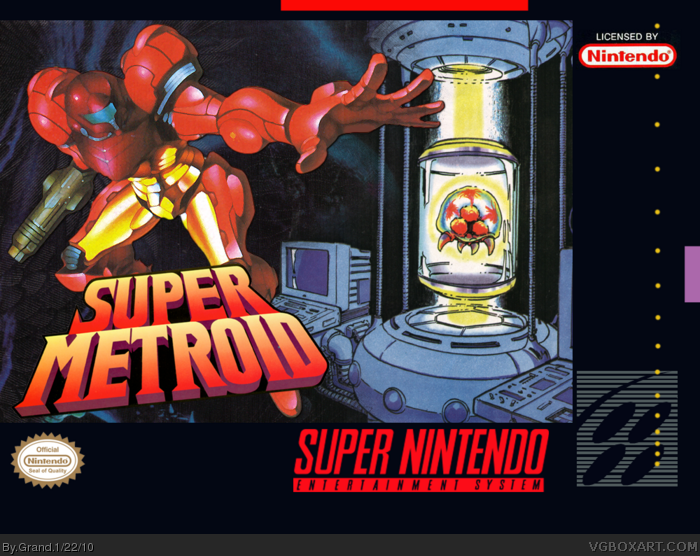 LICENSED BY
Nintendo®
SUPER
METROID
Official
Nintendo
Seal of Quality
SUPER NINTENDO
ENTERTAINMENT SYSTEM
By.Grand.1/22/10
VGBOXART.COM